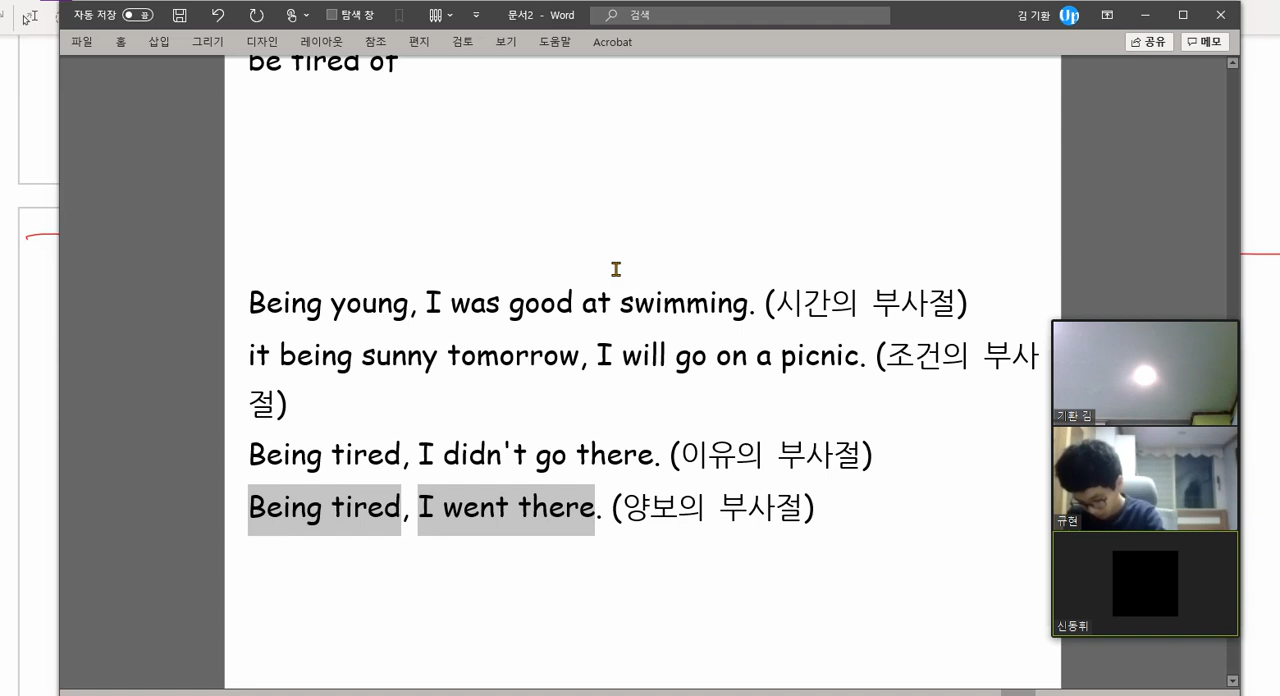 자동 저장 끔 탐색 창 문서2 - Word 검색 김 기환 Up
파일 홈 삽입 그리기 디자인 레이아웃 참조 편지 검토 보기 도움말 Acrobat 공유 메모
be tired of
Being young, I was good at swimming. (시간의 부사절)
it being sunny tomorrow, I will go on a picnic. (조건의 부사
절)
Being tired, I didn't go there. (이유의 부사절)
Being tired, I went there. (양보의 부사절)
기환 김
규현
신동휘